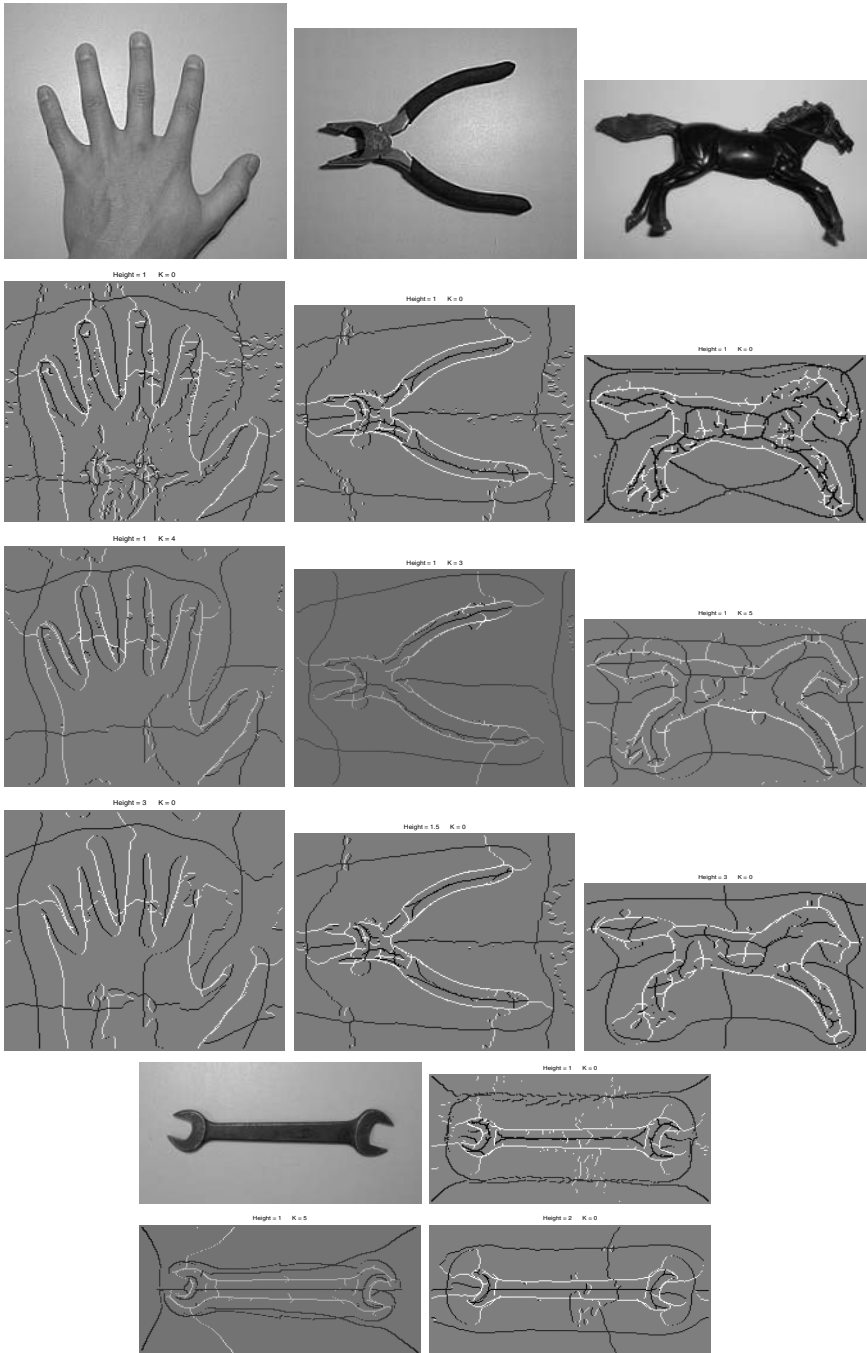 Height = 1 K = 0
Height = 1 K = 0
Height = 1 K = 0
Height = 1 K = 4
Height = 1 K = 3
Height = 1 K = 5
Height = 3 K = 0
Height = 1.5 K = 0
Height = 3 K = 0
Height = 1 K = 0
Height = 1 K = 5
Height = 2 K = 0